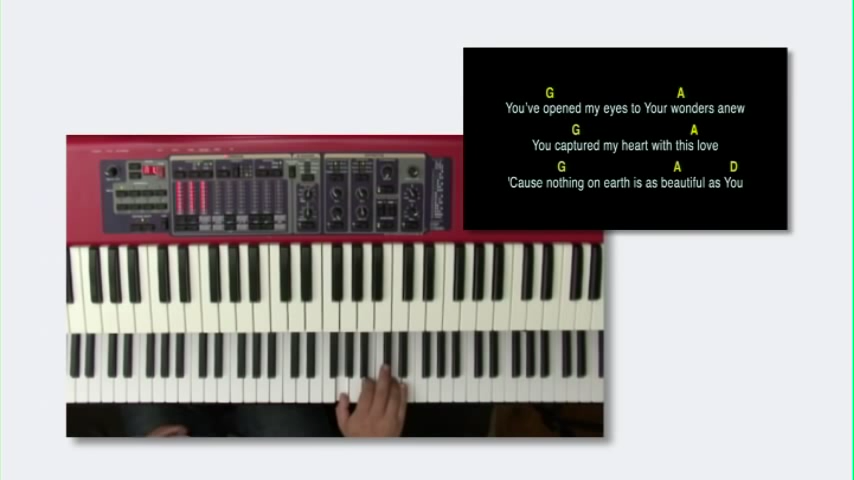 G A
You've opened my eyes to Your wonders anew
G A
You captured my heart with this love
G A D
'Cause nothing on earth is as beautiful as You